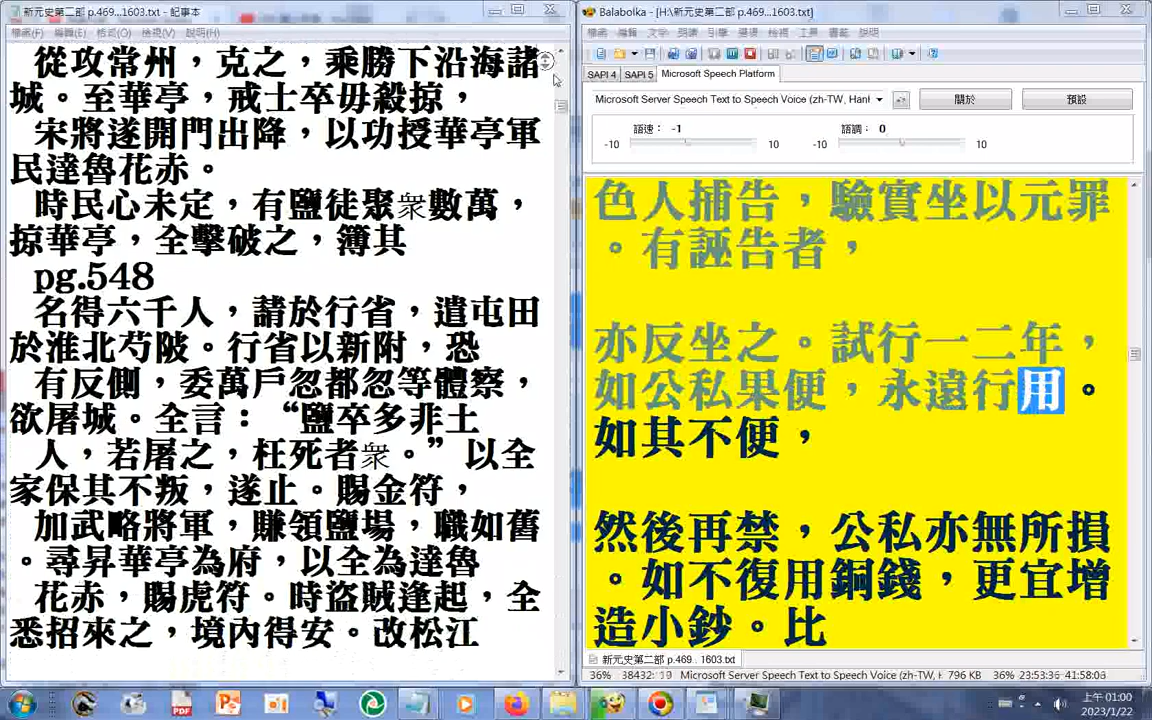 新元史第二部 p.469...1603.txt - 記事本
檔案(F) 編輯(E) 格式(O) 檢視(V) 說明(H)
從攻常州，克之，乘勝下沿海諸
城。至華亭，戒士卒毋殺掠，
宋將遂開門出降，以功授華亭軍
民達魯花赤。
時民心未定，有鹽徒聚衆數萬，
掠華亭，全擊破之，簿其
pg.548
名得六千人，請於行省，遣屯田
於淮北芍陂。行省以新附，恐
有反側，委萬戶忽都忽等體察，
欲屠城。全言：“鹽卒多非土
人，若屠之，枉死者衆。”以全
家保其不叛，遂止。賜金符，
加武略將軍，賺領鹽場，職如舊
。尋昇華亭為府，以全為達魯
花赤，賜虎符。時盜賊逢起，全
悉招來之，境內得安。改松江
Balabolka - [H:\新元史第二部 p.469...1603.txt]
檔案 編輯 文字 朗讀 引擎 選項 檢視 工具 書籤 說明
SAPI 4 SAPI 5 Microsoft Speech Platform
Microsoft Server Speech Text to Speech Voice (zh-TW, Hanl
關於
預設
語速： -1
語調： 0
-10 10 -10 10
色人捕告，驗實坐以元罪
。有誣告者，
亦反坐之。試行一二年，
如公私果便，永遠行用。
如其不便，
然後再禁，公私亦無所損
。如不復用銅錢，更宜增
造小鈔。比
新元史第二部 p.469...1603.txt
36% 38432: 19 Microsoft Server Speech Text to Speech Voice (zh-TW, H 796 KB 36% 23:53:36 41:58:06
上午 01:00
2023/1/22